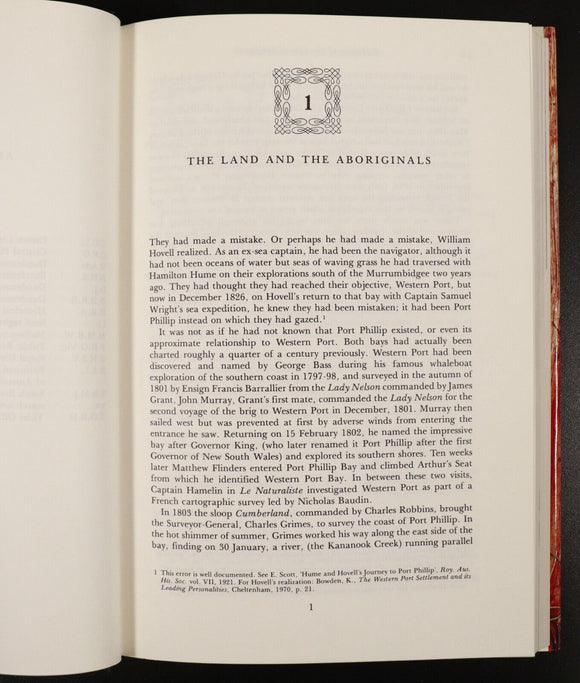 1
THE LAND AND THE ABORIGINALS
They had made a mistake. Or perhaps he had made a mistake, William
Hovell realized. As an ex-sea captain, he had been the navigator, although it
had not been oceans of water but seas of waving grass he had traversed with
Hamilton Hume on their explorations south of the Murrumbidgee two years
ago. They had thought they had reached their objective, Western Port, but
now in December 1826, on Hovell's return to that bay with Captain Samuel
Wright's sea expedition, he knew they had been mistaken; it had been Port
Phillip instead on which they had gazed.¹
It was not as if he had not known that Port Phillip existed, or even its
approximate relationship to Western Port. Both bays had actually been
charted roughly a quarter of a century previously. Western Port had been
discovered and named by George Bass during his famous whaleboat
exploration of the southern coast in 1797-98, and surveyed in the autumn of
1801 by Ensign Francis Barrallier from the Lady Nelson commanded by James
Grant. John Murray, Grant's first mate, commanded the Lady Nelson for the
second voyage of the brig to Western Port in December, 1801. Murray then
sailed west but was prevented at first by adverse winds from entering the
entrance he saw. Returning on 15 February 1802, he named the impressive
bay after Governor King, (who later renamed it Port Phillip after the first
Governor of New South Wales) and explored its southern shores. Ten weeks
later Matthew Flinders entered Port Phillip Bay and climbed Arthur's Seat
from which he identified Western Port Bay. In between these two visits,
Captain Hamelin in Le Naturaliste investigated Western Port as part of a
French cartographic survey led by Nicholas Baudin.
In 1803 the sloop Cumberland, commanded by Charles Robbins, brought
the Surveyor-General, Charles Grimes, to survey the coast of Port Phillip. In
the hot shimmer of summer, Grimes worked his way along the east side of the
bay, finding on 30 January, a river, (the Kananook Creek) running parallel
1 This error is well documented. See E. Scott, 'Hume and Hovell's Journey to Port Phillip', Roy. Aus.
His. Soc. vol. VII, 1921. For Hovell's realization: Bowden, K., The Western Port Settlement and its
Leading Personalities, Cheltenham, 1970, p. 21.
1